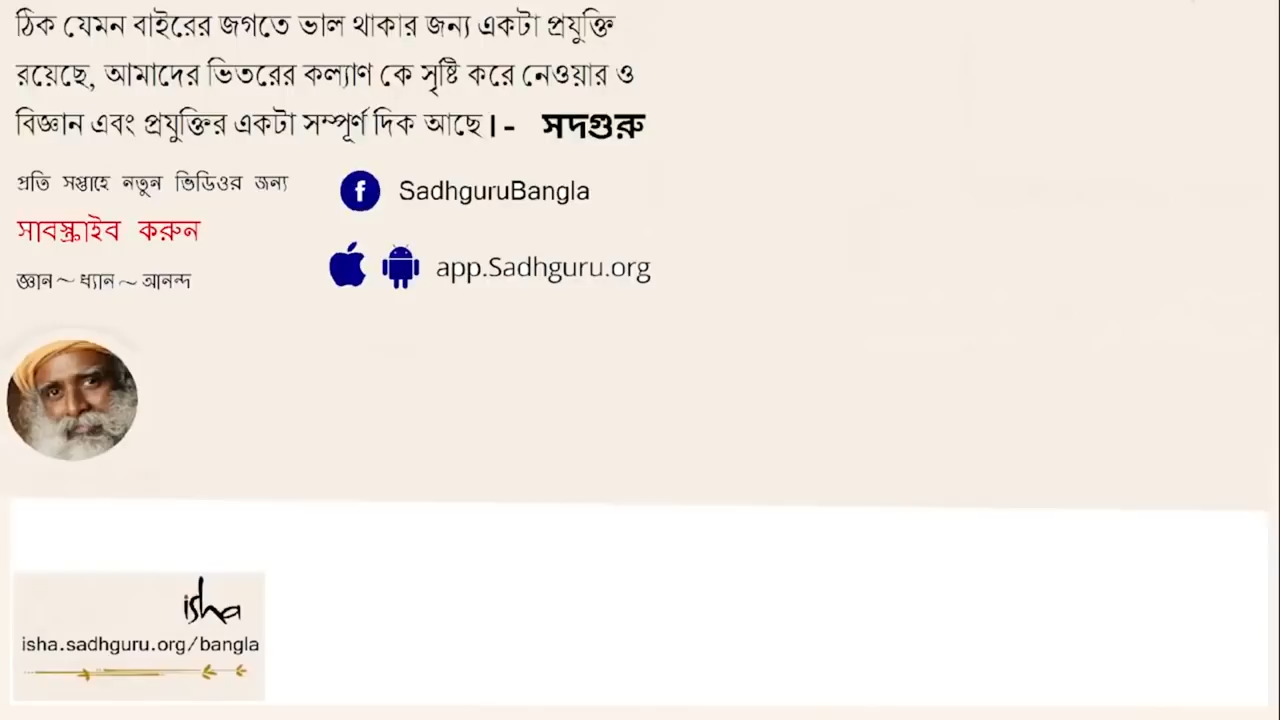 ঠিক যেমন বাইরের জগতে ভাল থাকার জন্য একটা প্রযুক্তি
রয়েছে, আমাদের ভিতরের কল্যাণ কে সৃষ্টি করে নেওয়ার ও
বিজ্ঞান এবং প্রযুক্তির একটা সম্পূর্ণ দিক আছে। - সদগুরু
প্রতি সপ্তাহে নতুন ভিডিওর জন্য
সাবস্ক্রাইব করুন
জ্ঞান ~ ধ্যান ~ আনন্দ
SadhguruBangla
app.Sadhguru.org
isha
isha.sadhguru.org/bangla